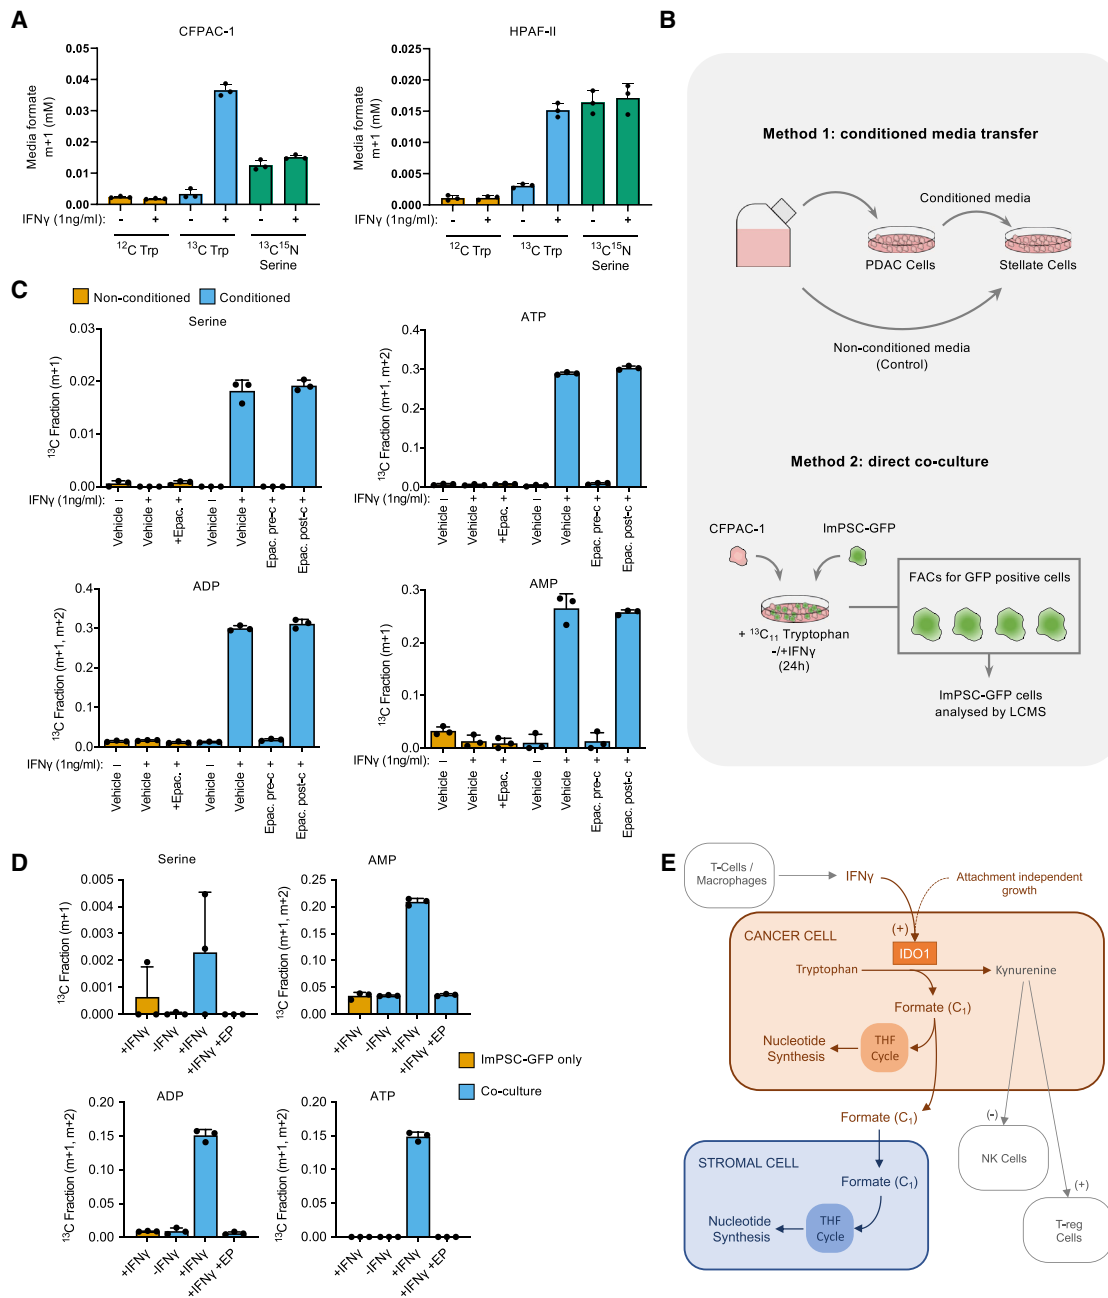 A
CFPAC-1
Media formate
m+1 (mM)
0.05
0.04
0.03
0.02
0.01
0.00
IFNγ (1ng/ml):
- + - + - +
¹²C Trp
¹³C Trp
¹³C¹⁵N
Serine
HPAF-II
Media formate
m+1 (mM)
0.025
0.020
0.015
0.010
0.005
0.000
IFNγ (1ng/ml):
- + - + - +
¹²C Trp
¹³C Trp
¹³C¹⁵N
Serine
B
Method 1: conditioned media transfer
Conditioned media
PDAC Cells
Stellate Cells
Non-conditioned media
(Control)
Method 2: direct co-culture
CFPAC-1
ImPSC-GFP
+ ¹³C₁₁ Tryptophan
-/+IFNγ
(24h)
FACs for GFP positive cells
ImPSC-GFP cells
analysed by LCMS
C
Non-conditioned
Conditioned
Serine
¹³C Fraction (m+1)
0.03
0.02
0.01
0.00
IFNγ (1ng/ml):
Vehicle –
Vehicle +
+Epac. +
Vehicle –
Vehicle +
Epac. pre-c +
Epac. post-c +
ATP
¹³C Fraction (m+1, m+2)
0.3
0.2
0.1
0.0
IFNγ (1ng/ml):
Vehicle –
Vehicle +
+Epac. +
Vehicle –
Vehicle +
Epac. pre-c +
Epac. post-c +
ADP
¹³C Fraction (m+1, m+2)
0.4
0.3
0.2
0.1
0.0
IFNγ (1ng/ml):
Vehicle –
Vehicle +
+Epac. +
Vehicle –
Vehicle +
Epac. pre-c +
Epac. post-c +
AMP
¹³C Fraction (m+1)
0.3
0.2
0.1
0.0
IFNγ (1ng/ml):
Vehicle –
Vehicle +
+Epac. +
Vehicle –
Vehicle +
Epac. pre-c +
Epac. post-c +
D
Serine
¹³C Fraction (m+1)
0.005
0.004
0.003
0.002
0.001
0.000
+IFNγ
-IFNγ
+IFNγ
+IFNγ +EP
AMP
¹³C Fraction (m+1, m+2)
0.25
0.20
0.15
0.10
0.05
0.00
+IFNγ
-IFNγ
+IFNγ
+IFNγ +EP
ImPSC-GFP only
Co-culture
ADP
¹³C Fraction (m+1, m+2)
0.20
0.15
0.10
0.05
0.00
+IFNγ
-IFNγ
+IFNγ
+IFNγ +EP
ATP
¹³C Fraction (m+1, m+2)
0.20
0.15
0.10
0.05
0.00
+IFNγ
-IFNγ
+IFNγ
+IFNγ +EP
E
T-Cells /
Macrophages
IFNγ
Attachment independent
growth
(+)
CANCER CELL
IDO1
Tryptophan
Kynurenine
Formate (C₁)
Nucleotide
Synthesis
THF
Cycle
Formate (C₁)
(-)
NK Cells
(+)
T-reg
Cells
STROMAL CELL
Formate (C₁)
Nucleotide
Synthesis
THF
Cycle